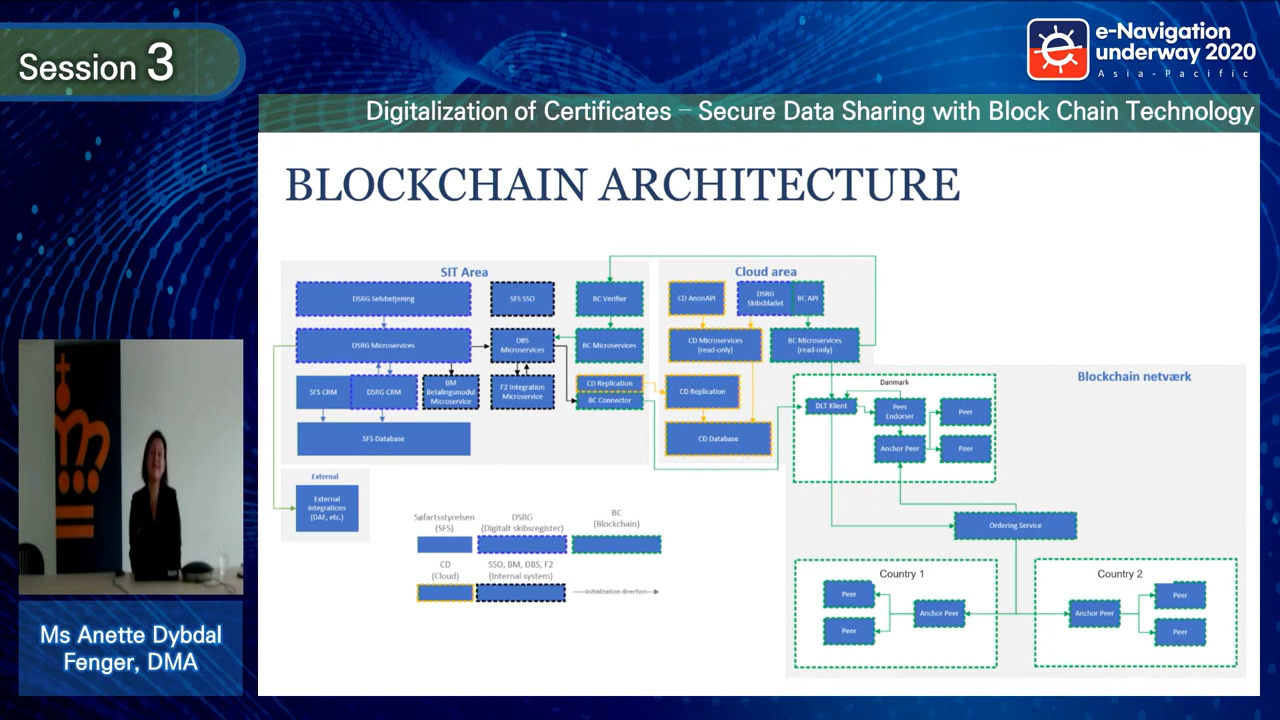 Session 3
e-Navigation
underway 2020
Asia-Pacific
Digitalization of Certificates – Secure Data Sharing with Block Chain Technology
BLOCKCHAIN ARCHITECTURE
SIT Area
DSRG Selvbetjening
SFS SSO
BC Verifier
DSRG Microservices
OBS
Microservices
BC Microservices
SFS CRM
DSRG CRM
BM
Betalingsmodul
Microservice
F2 Integration
Microservice
CD Replication
BC Connector
SFS Database
External
External
integrations
(DAF, etc.)
Cloud area
CD AnonAPI
DSRG
Skibsbladet
BC API
CD Microservices
(read-only)
BC Microservices
(read-only)
CD Replication
CD Database
Blockchain netværk
Danmark
DLT Klient
Peer
Endorser
Peer
Anchor Peer
Peer
Ordering Service
Country 1
Peer
Anchor Peer
Peer
Country 2
Anchor Peer
Peer
Peer
Søfartsstyrelsen
(SFS)
DSRG
(Digitalt skibsregister)
BC
(Blockchain)
CD
(Cloud)
SSO, BM, DBS, F2
(Internal system)
Initialization direction
Ms Anette Dybdal
Fenger, DMA